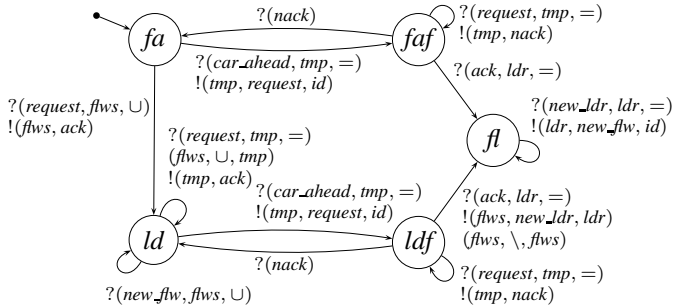 ?(nack)
?(request, tmp, =)
!(tmp, nack)
fa
faf
?(car_ahead, tmp, =)
!(tmp, request, id)
?(ack, ldr, =)
?(request, flws, ∪)
!(flws, ack)
?(new_ldr, ldr, =)
!(ldr, new_flw, id)
fl
?(request, tmp, =)
(flws, ∪, tmp)
!(tmp, ack)
?(car_ahead, tmp, =)
!(tmp, request, id)
?(ack, ldr, =)
!(flws, new_ldr, ldr)
(flws, \, flws)
ld
ldf
?(nack)
?(new_flw, flws, ∪)
?(request, tmp, =)
!(tmp, nack)